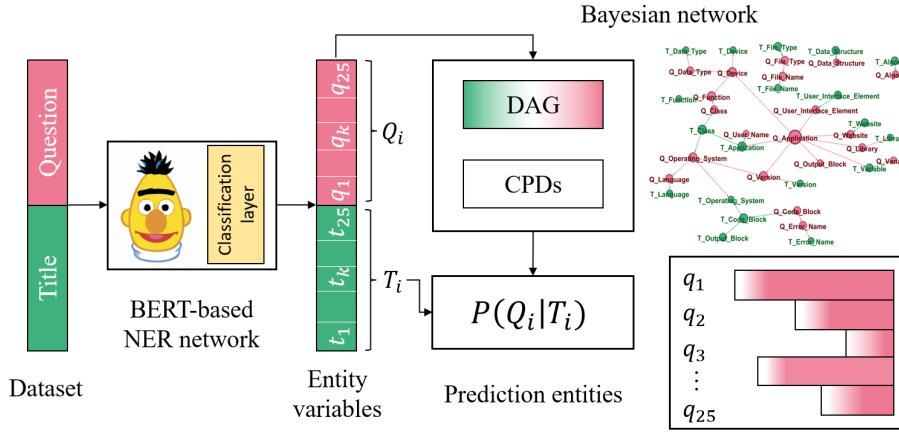 Bayesian network
Question
Title
Dataset
Classification
layer
BERT-based
NER network
q25
qk
q1
t25
tk
t1
Qi
Ti
Entity
variables
DAG
CPDs
P(Qi|Ti)
Prediction entities
T_Data_Type
T_Device
T_File_Type
T_Data_Structure
Q_File_Type
Q_Data_Structure
T_Algo
Q_Algo
Q_Data_Type
Q_Device
Q_File_Name
T_File_Name
T_Function
Q_Function
Q_Class
T_User_Interface_Element
Q_User_Interface_Element
T_Class
Q_User_Name
T_Application
Q_Application
T_Website
Q_Website
Q_Library
Q_Operating_System
Q_Output_Block
T_Variable
Q_Language
Q_Version
T_Version
T_Language
T_Operating_System
T_Code_Block
Q_Code_Block
Q_Error_Name
T_Output_Block
T_Error_Name
q1
q2
q3
⋮
q25